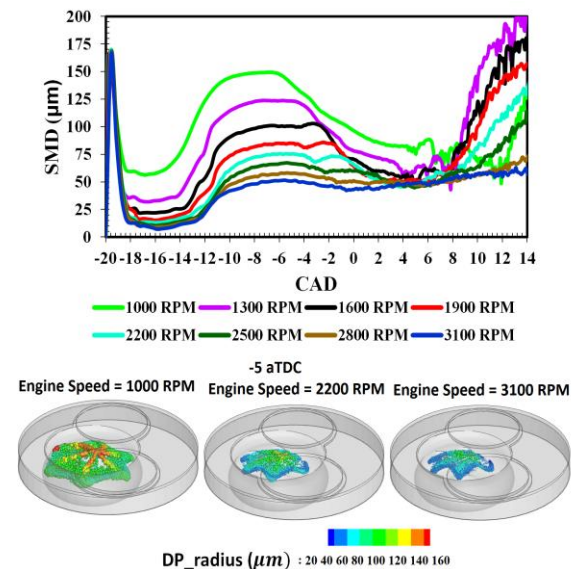 200
175
150
125
100
75
50
25
0
SMD (μm)
-20 -18 -16 -14 -12 -10 -8 -6 -4 -2 0 2 4 6 8 10 12 14
CAD
1000 RPM 1300 RPM 1600 RPM 1900 RPM
2200 RPM 2500 RPM 2800 RPM 3100 RPM
-5 aTDC
Engine Speed = 1000 RPM Engine Speed = 2200 RPM Engine Speed = 3100 RPM
DP_radius (μm) : 20 40 60 80 100 120 140 160